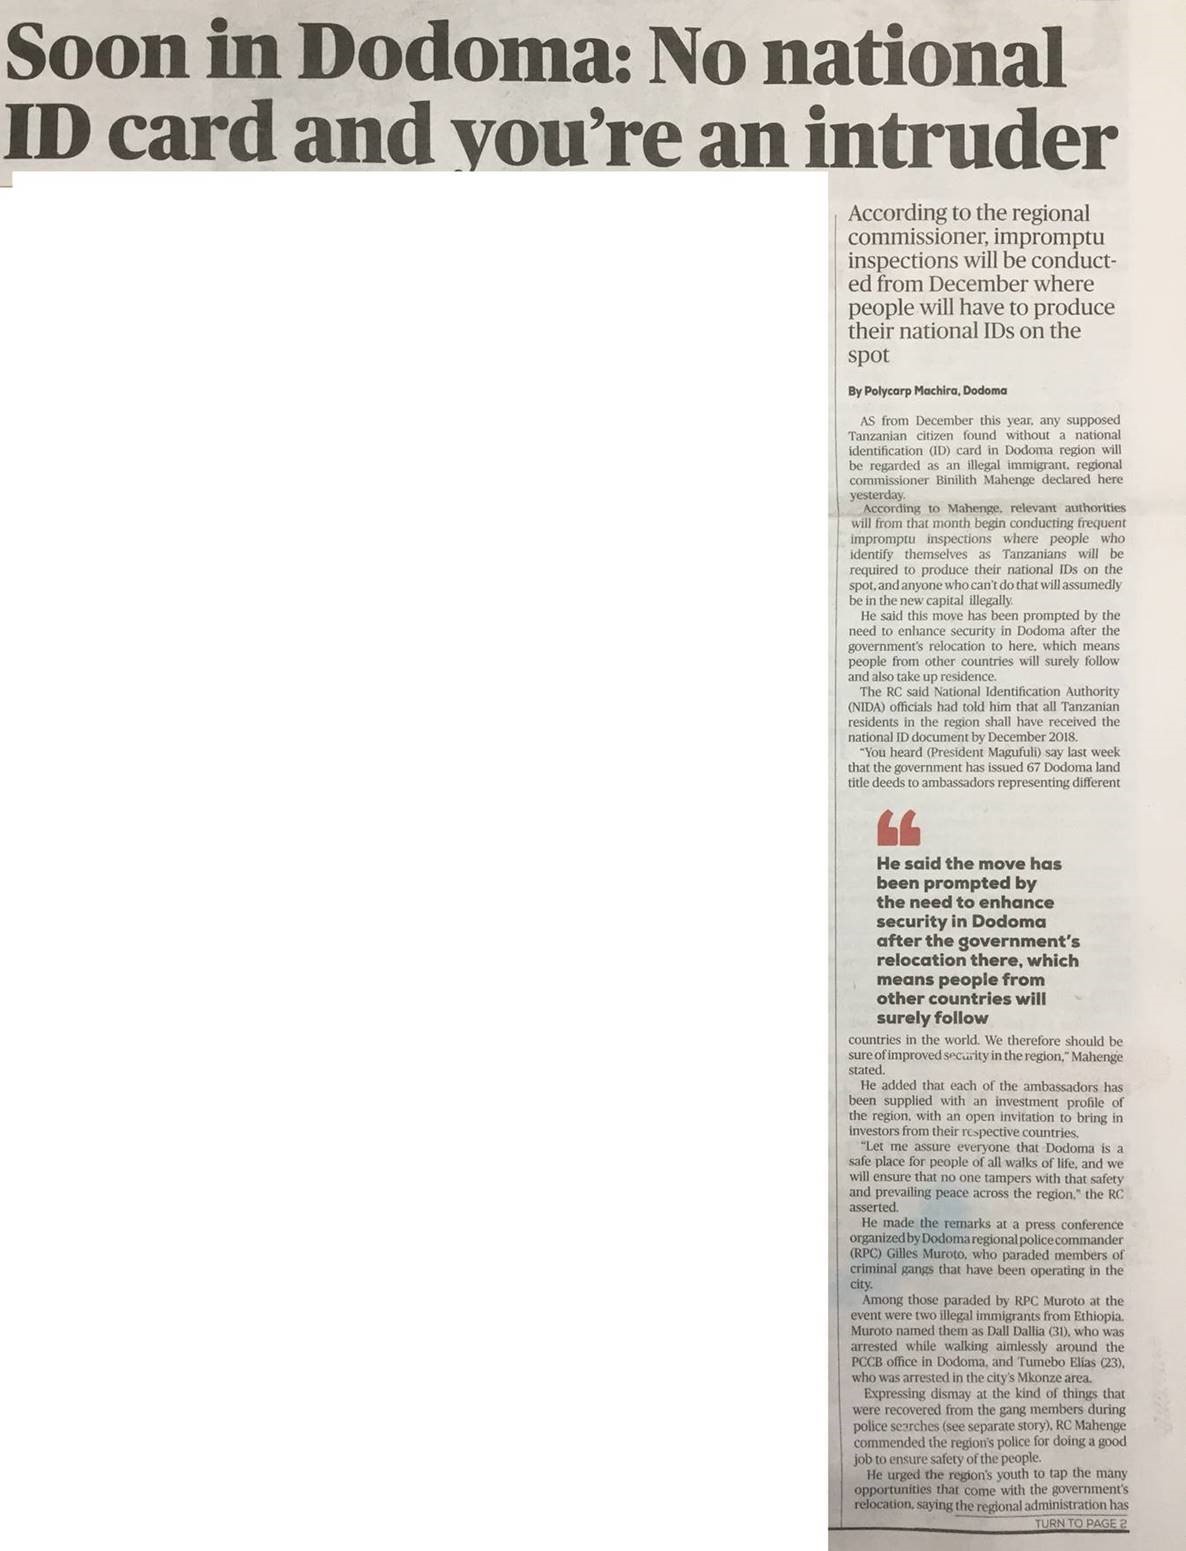 Soon in Dodoma: No national
ID card and you're an intruder
According to the regional
commissioner, impromptu
inspections will be conduct-
ed from December where
people will have to produce
their national IDs on the
spot
By Polycarp Machira, Dodoma
AS from December this year, any supposed
Tanzanian citizen found without a national
identification (ID) card in Dodoma region will
be regarded as an illegal immigrant, regional
commissioner Binilith Mahenge declared here
yesterday.
According to Mahenge, relevant authorities
will from that month begin conducting frequent
impromptu inspections where people who
identify themselves as Tanzanians will be
required to produce their national IDs on the
spot, and anyone who can't do that will assumedly
be in the new capital illegally.
He said this move has been prompted by the
need to enhance security in Dodoma after the
government's relocation to here, which means
people from other countries will surely follow
and also take up residence.
The RC said National Identification Authority
(NIDA) officials had told him that all Tanzanian
residents in the region shall have received the
national ID document by December 2018.
"You heard (President Magufuli) say last week
that the government has issued 67 Dodoma land
title deeds to ambassadors representing different
He said the move has
been prompted by
the need to enhance
security in Dodoma
after the government's
relocation there, which
means people from
other countries will
surely follow
countries in the world. We therefore should be
sure of improved security in the region," Mahenge
stated.
He added that each of the ambassadors has
been supplied with an investment profile of
the region, with an open invitation to bring in
investors from their respective countries.
"Let me assure everyone that Dodoma is a
safe place for people of all walks of life, and we
will ensure that no one tampers with that safety
and prevailing peace across the region," the RC
asserted.
He made the remarks at a press conference
organized by Dodoma regional police commander
(RPC) Gilles Muroto, who paraded members of
criminal gangs that have been operating in the
city.
Among those paraded by RPC Muroto at the
event were two illegal immigrants from Ethiopia.
Muroto named them as Dall Dallia (31), who was
arrested while walking aimlessly around the
PCCB office in Dodoma, and Tumebo Elias (23),
who was arrested in the city's Mkonze area.
Expressing dismay at the kind of things that
were recovered from the gang members during
police searches (see separate story), RC Mahenge
commended the region's police for doing a good
job to ensure safety of the people.
He urged the region's youth to tap the many
opportunities that come with the government's
relocation, saying the regional administration has
TURN TO PAGE 2